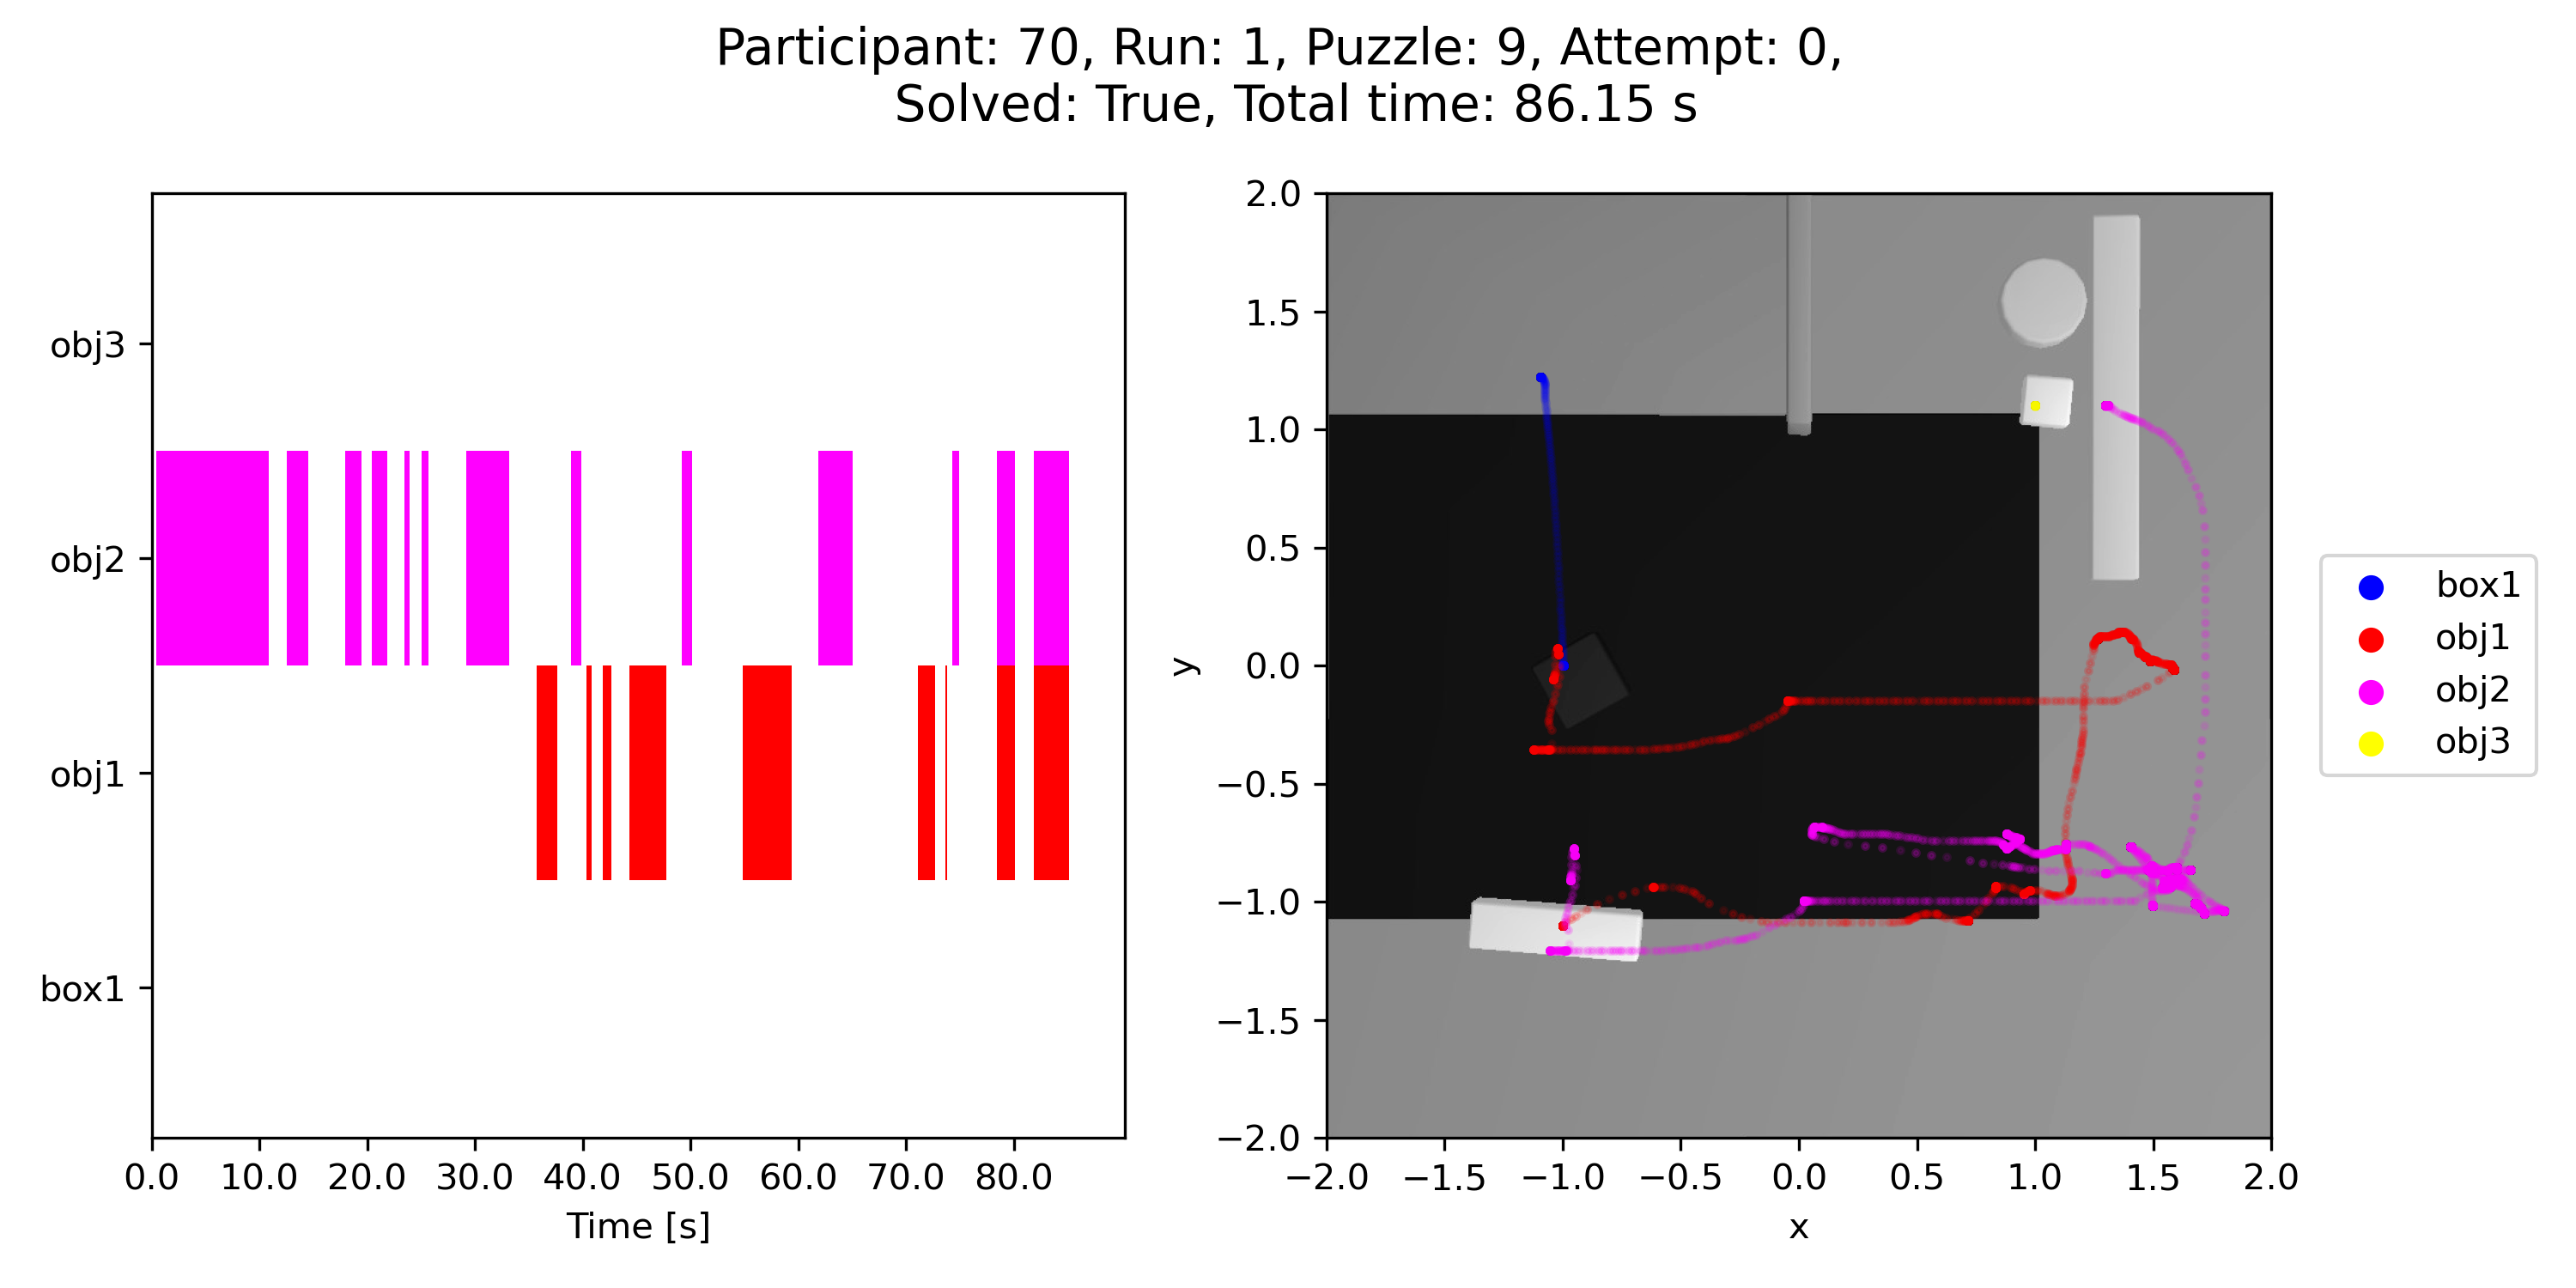 Participant: 70, Run: 1, Puzzle: 9, Attempt: 0,
Solved: True, Total time: 86.15 s
obj3
obj2
obj1
box1
0.0 10.0 20.0 30.0 40.0 50.0 60.0 70.0 80.0
Time [s]
2.0
1.5
1.0
0.5
0.0
−0.5
−1.0
−1.5
−2.0
y
−2.0 −1.5 −1.0 −0.5 0.0 0.5 1.0 1.5 2.0
x
box1
obj1
obj2
obj3